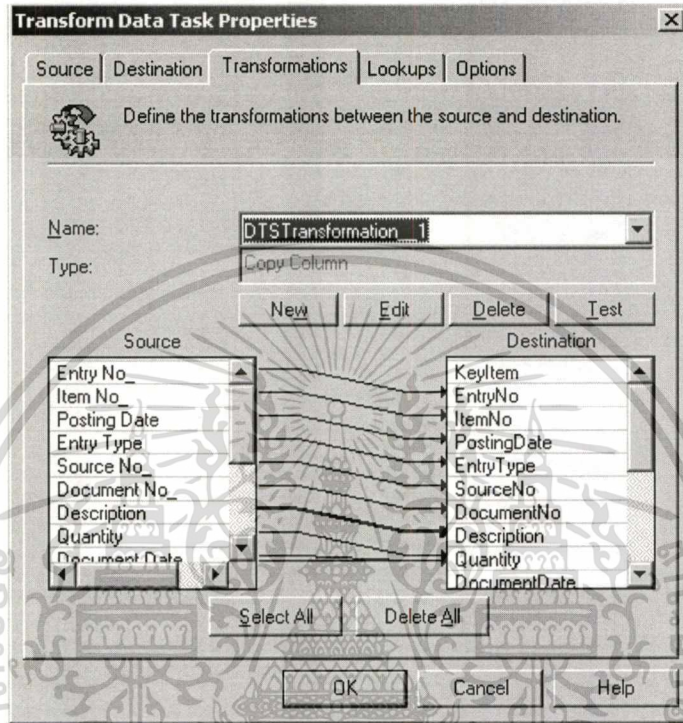 Transform Data Task Properties
Source Destination Transformations Lookups Options
Define the transformations between the source and destination.
Name: DTSTransformation__1
Type: Copy Column
New Edit Delete Test
Source Destination
Entry No_ KeyItem
Item No_ EntryNo
Posting Date ItemNo
Entry Type PostingDate
Source No_ EntryType
Document No_ SourceNo
Description DocumentNo
Quantity Description
Document Date Quantity
DocumentDate
Select All Delete All
OK Cancel Help